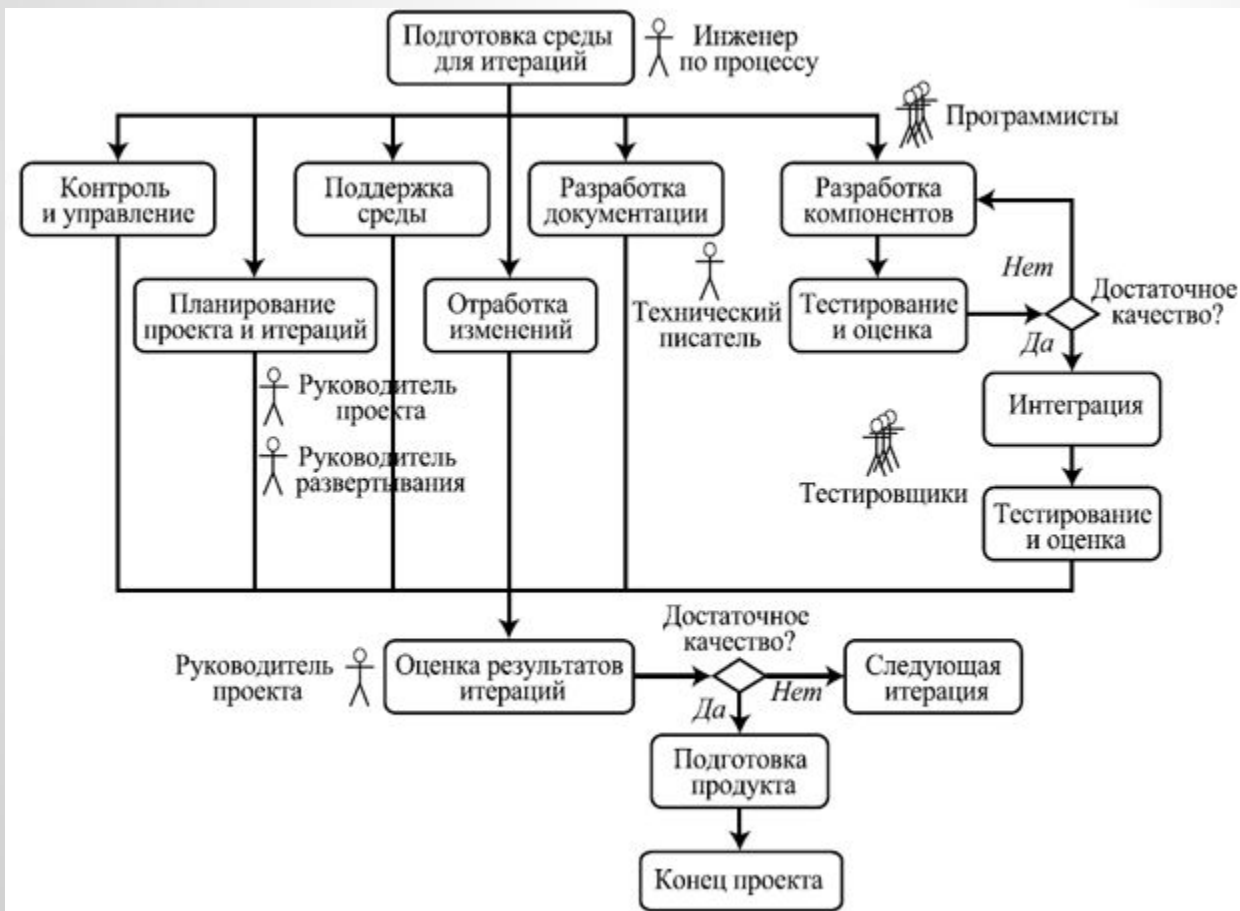 Подготовка среды
для итераций
Инженер
по процессу
Программисты
Контроль
и управление
Поддержка
среды
Разработка
документации
Разработка
компонентов
Планирование
проекта и итераций
Отработка
изменений
Технический
писатель
Тестирование
и оценка
Нет
Достаточное
качество?
Да
Руководитель
проекта
Руководитель
развертывания
Интеграция
Тестировщики
Тестирование
и оценка
Руководитель
проекта
Оценка результатов
итераций
Достаточное
качество?
Нет
Да
Следующая
итерация
Подготовка
продукта
Конец проекта